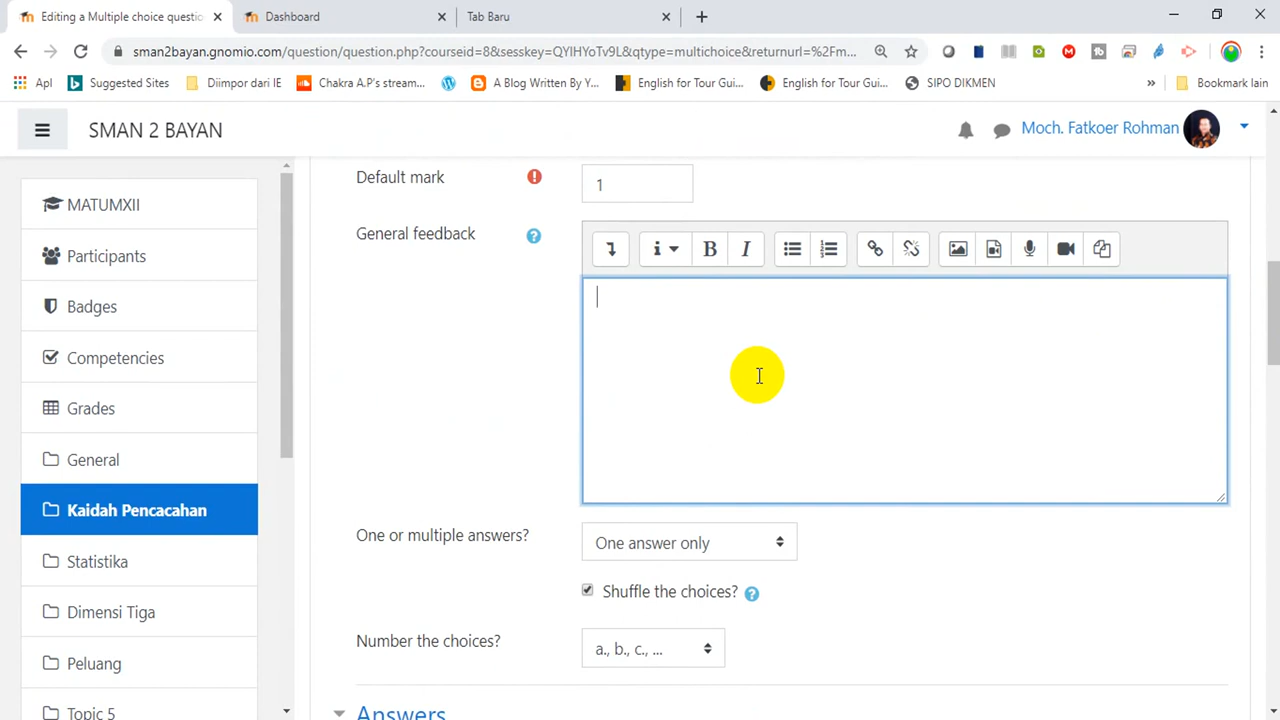 Editing a Multiple choice questio
Dashboard
Tab Baru
sman2bayan.gnomio.com/question/question.php?courseid=8&sesskey=QYIHYoTv9L&qtype=multichoice&returnurl=%2Fm...
Apl
Suggested Sites
Diimpor dari IE
Chakra A.P's stream...
A Blog Written By Y...
English for Tour Gui...
English for Tour Gui...
SIPO DIKMEN
»
Bookmark lain
SMAN 2 BAYAN
Moch. Fatkoer Rohman
MATUMXII
Participants
Badges
Competencies
Grades
General
Kaidah Pencacahan
Statistika
Dimensi Tiga
Peluang
Topic 5
Default mark
1
General feedback
B I
One or multiple answers?
One answer only
Shuffle the choices?
Number the choices?
a., b., c., ...
Answers